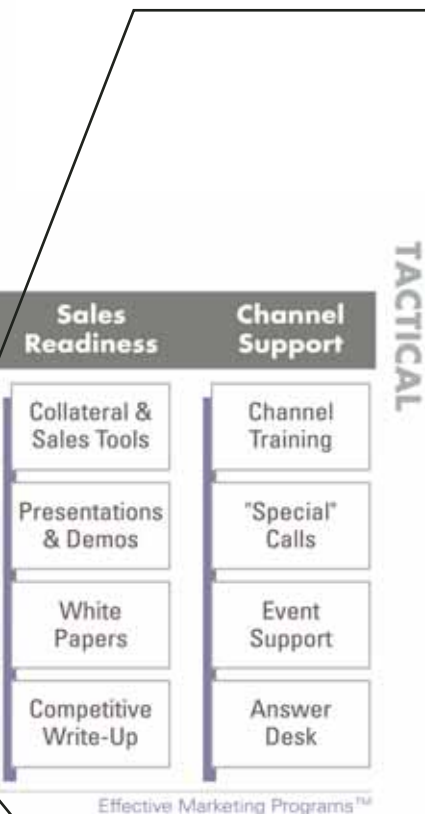 TACTICAL
Sales
Readiness
Channel
Support
Collateral &
Sales Tools
Presentations
& Demos
White
Papers
Competitive
Write-Up
Channel
Training
"Special"
Calls
Event
Support
Answer
Desk
Effective Marketing Programs™